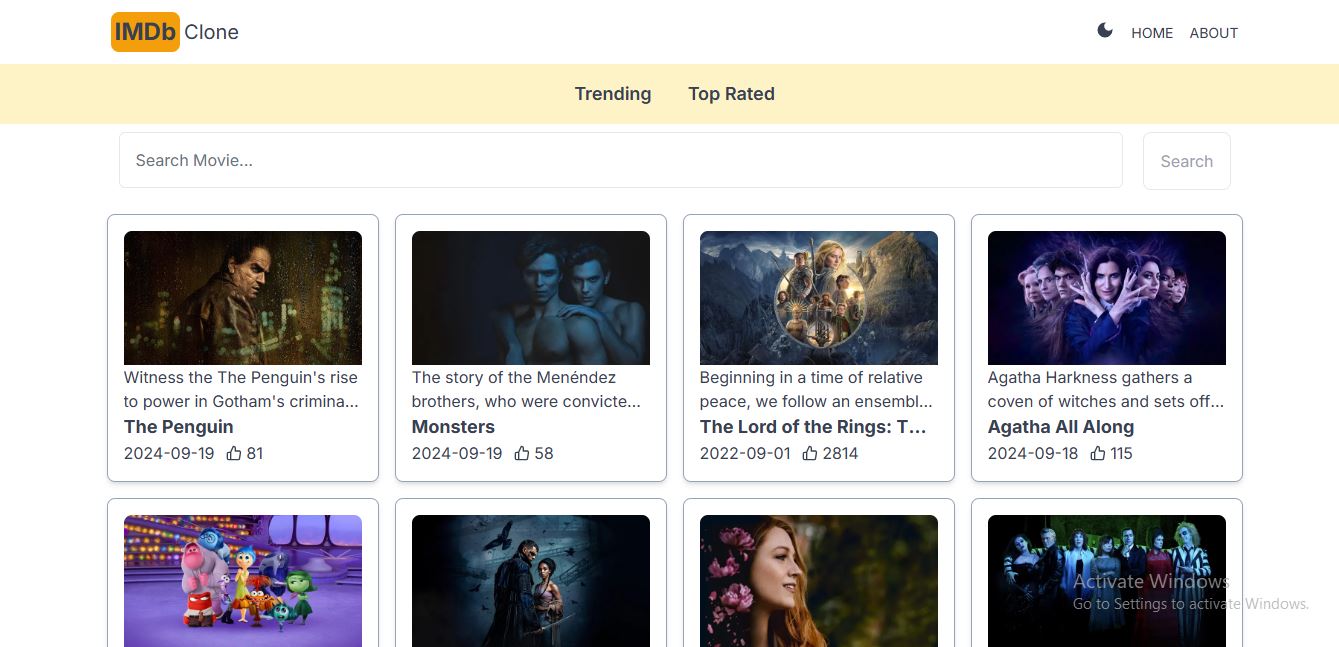 IMDb Clone HOME ABOUT
Trending Top Rated
Search Movie...
Search
Witness the The Penguin's rise
to power in Gotham's crimina...
The Penguin
2024-09-19 81
The story of the Menéndez
brothers, who were convicte...
Monsters
2024-09-19 58
Beginning in a time of relative
peace, we follow an ensembl...
The Lord of the Rings: T...
2022-09-01 2814
Agatha Harkness gathers a
coven of witches and sets off...
Agatha All Along
2024-09-18 115
Activate Windows
Go to Settings to activate Windows.